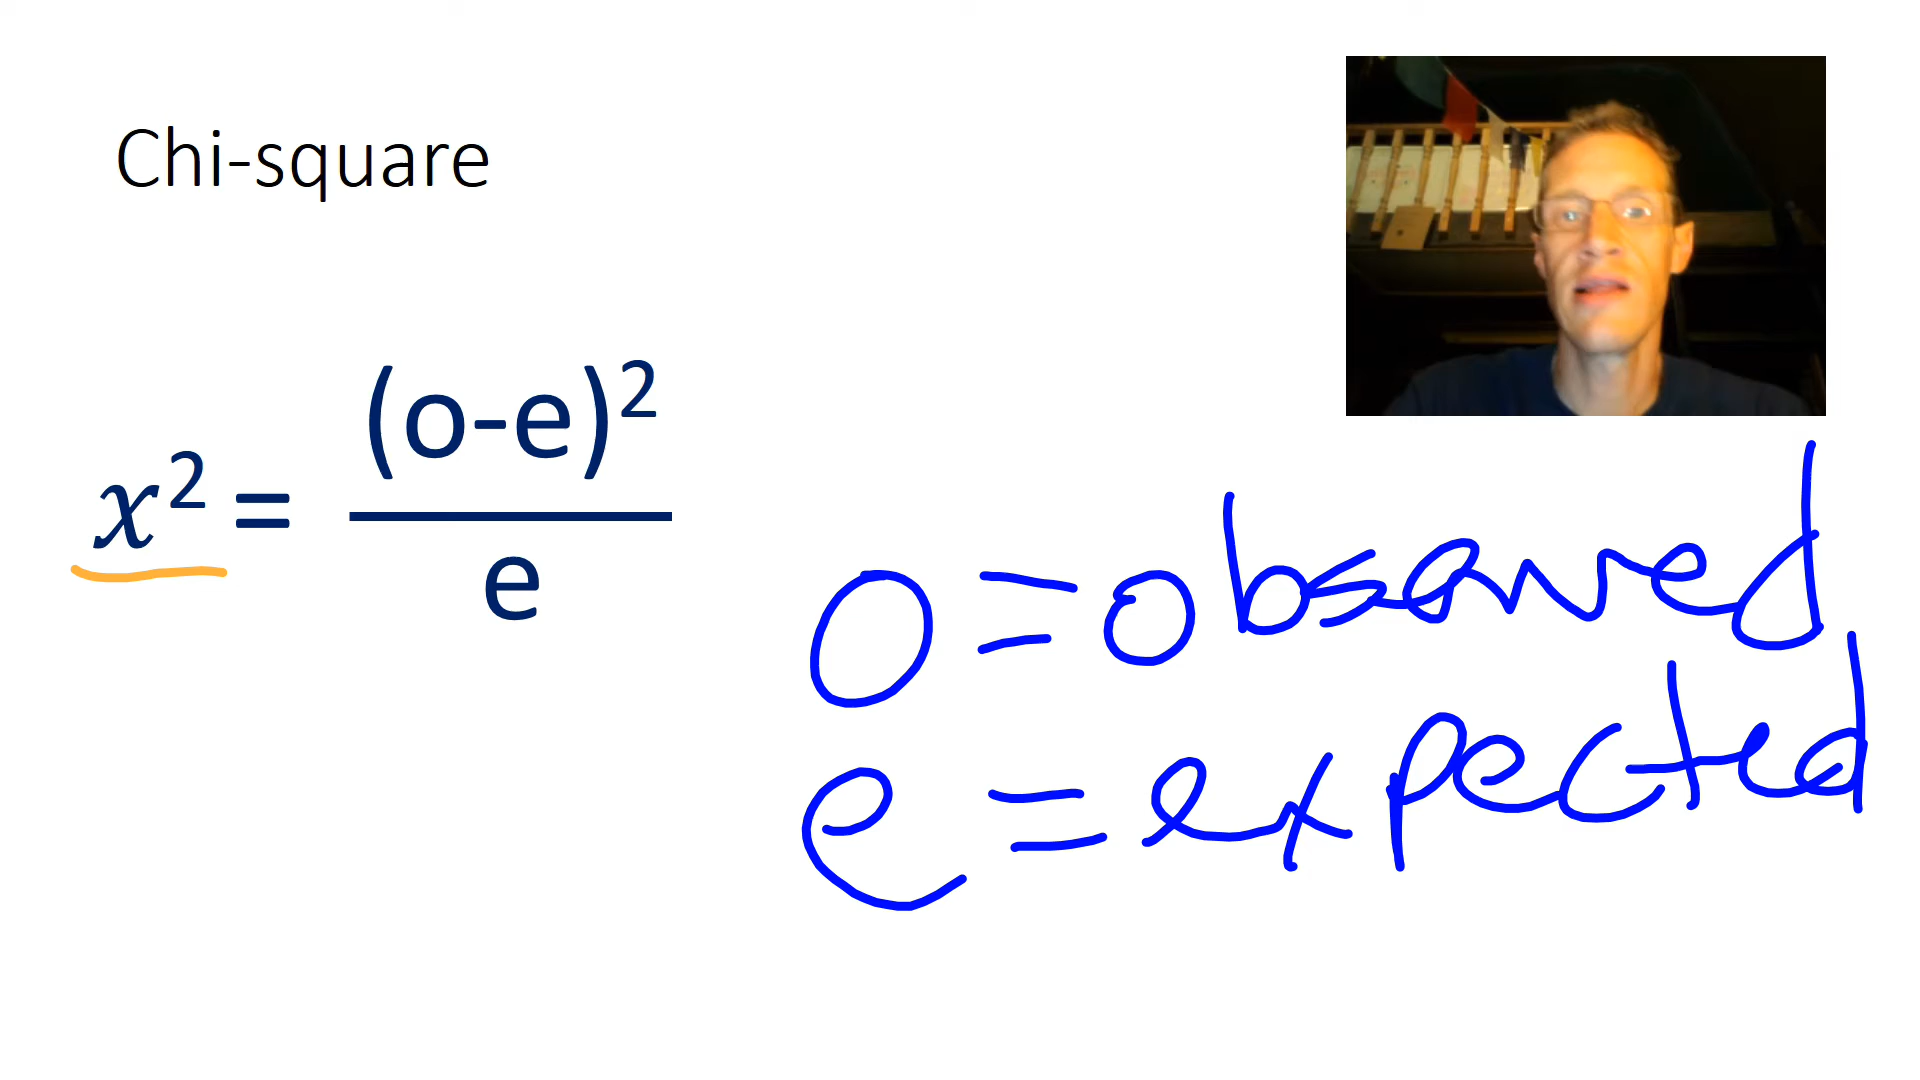 Chi-square
x² = (o-e)²
e
o = observed
e = expected